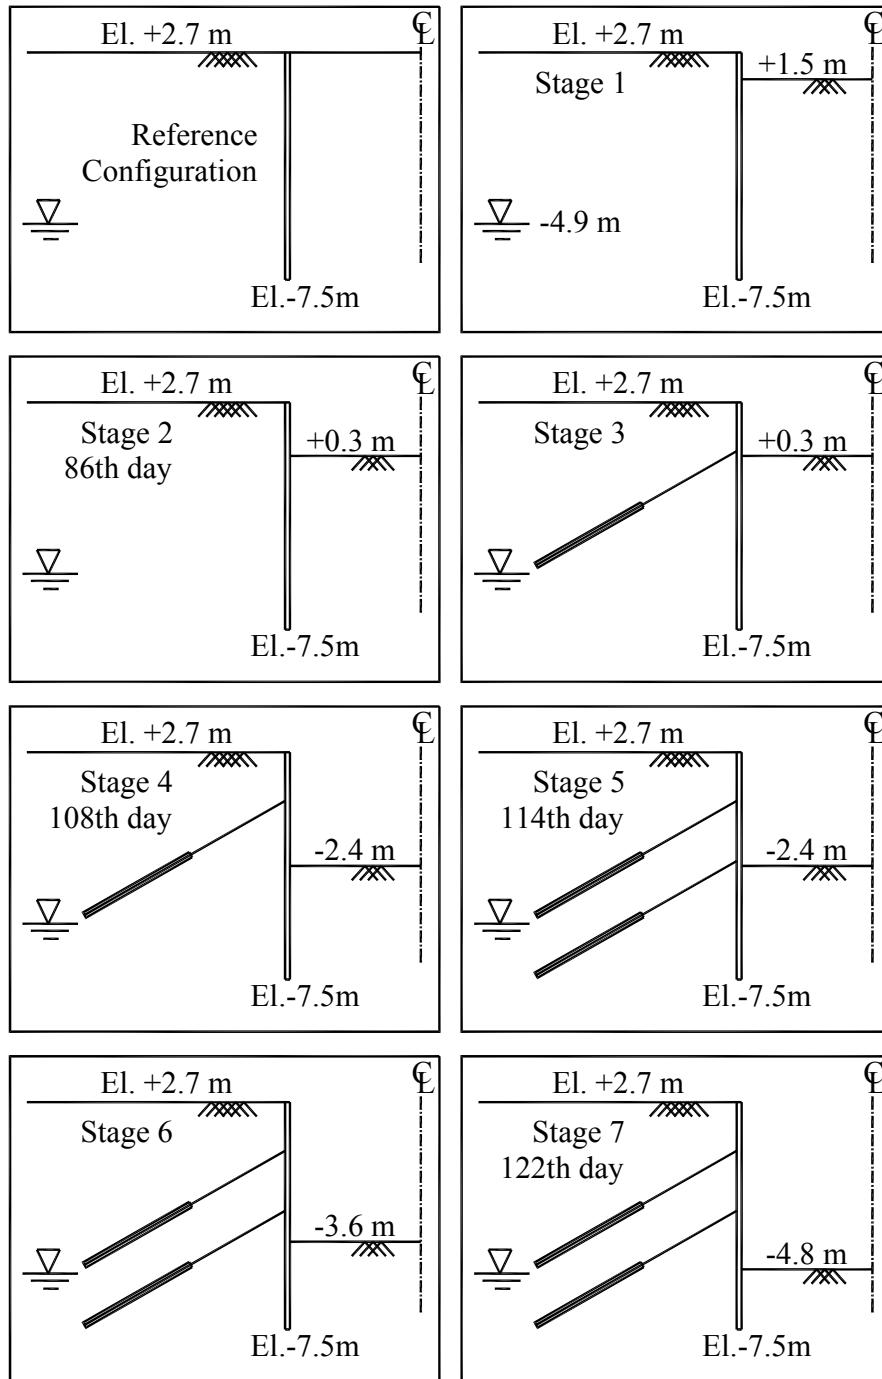 El. +2.7 m
℄
Reference
Configuration
El.-7.5m
El. +2.7 m
℄
+1.5 m
Stage 1
-4.9 m
El.-7.5m
El. +2.7 m
℄
Stage 2
+0.3 m
86th day
El.-7.5m
El. +2.7 m
℄
Stage 3
+0.3 m
El.-7.5m
El. +2.7 m
℄
Stage 4
108th day
-2.4 m
El.-7.5m
El. +2.7 m
℄
Stage 5
114th day
-2.4 m
El.-7.5m
El. +2.7 m
℄
Stage 6
-3.6 m
El.-7.5m
El. +2.7 m
℄
Stage 7
122th day
-4.8 m
El.-7.5m